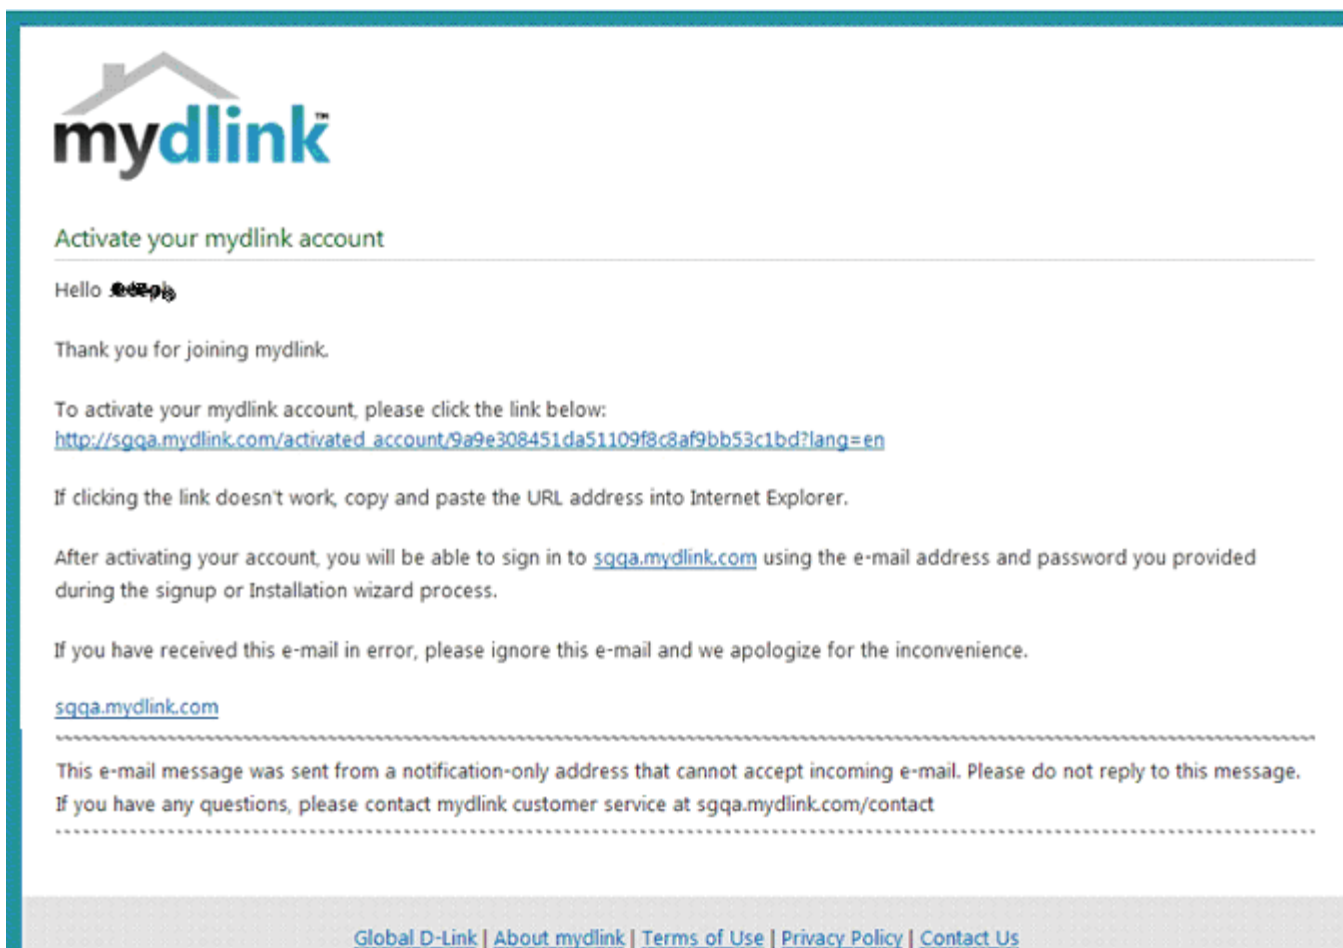 mydlink™
Activate your mydlink account
Hello
Thank you for joining mydlink.
To activate your mydlink account, please click the link below:
http://sgqa.mydlink.com/activated_account/9a9e308451da51109f8c8af9bb53c1bd?lang=en
If clicking the link doesn't work, copy and paste the URL address into Internet Explorer.
After activating your account, you will be able to sign in to sgqa.mydlink.com using the e-mail address and password you provided
during the signup or Installation wizard process.
If you have received this e-mail in error, please ignore this e-mail and we apologize for the inconvenience.
sgqa.mydlink.com
This e-mail message was sent from a notification-only address that cannot accept incoming e-mail. Please do not reply to this message.
If you have any questions, please contact mydlink customer service at sgqa.mydlink.com/contact
Global D-Link | About mydlink | Terms of Use | Privacy Policy | Contact Us